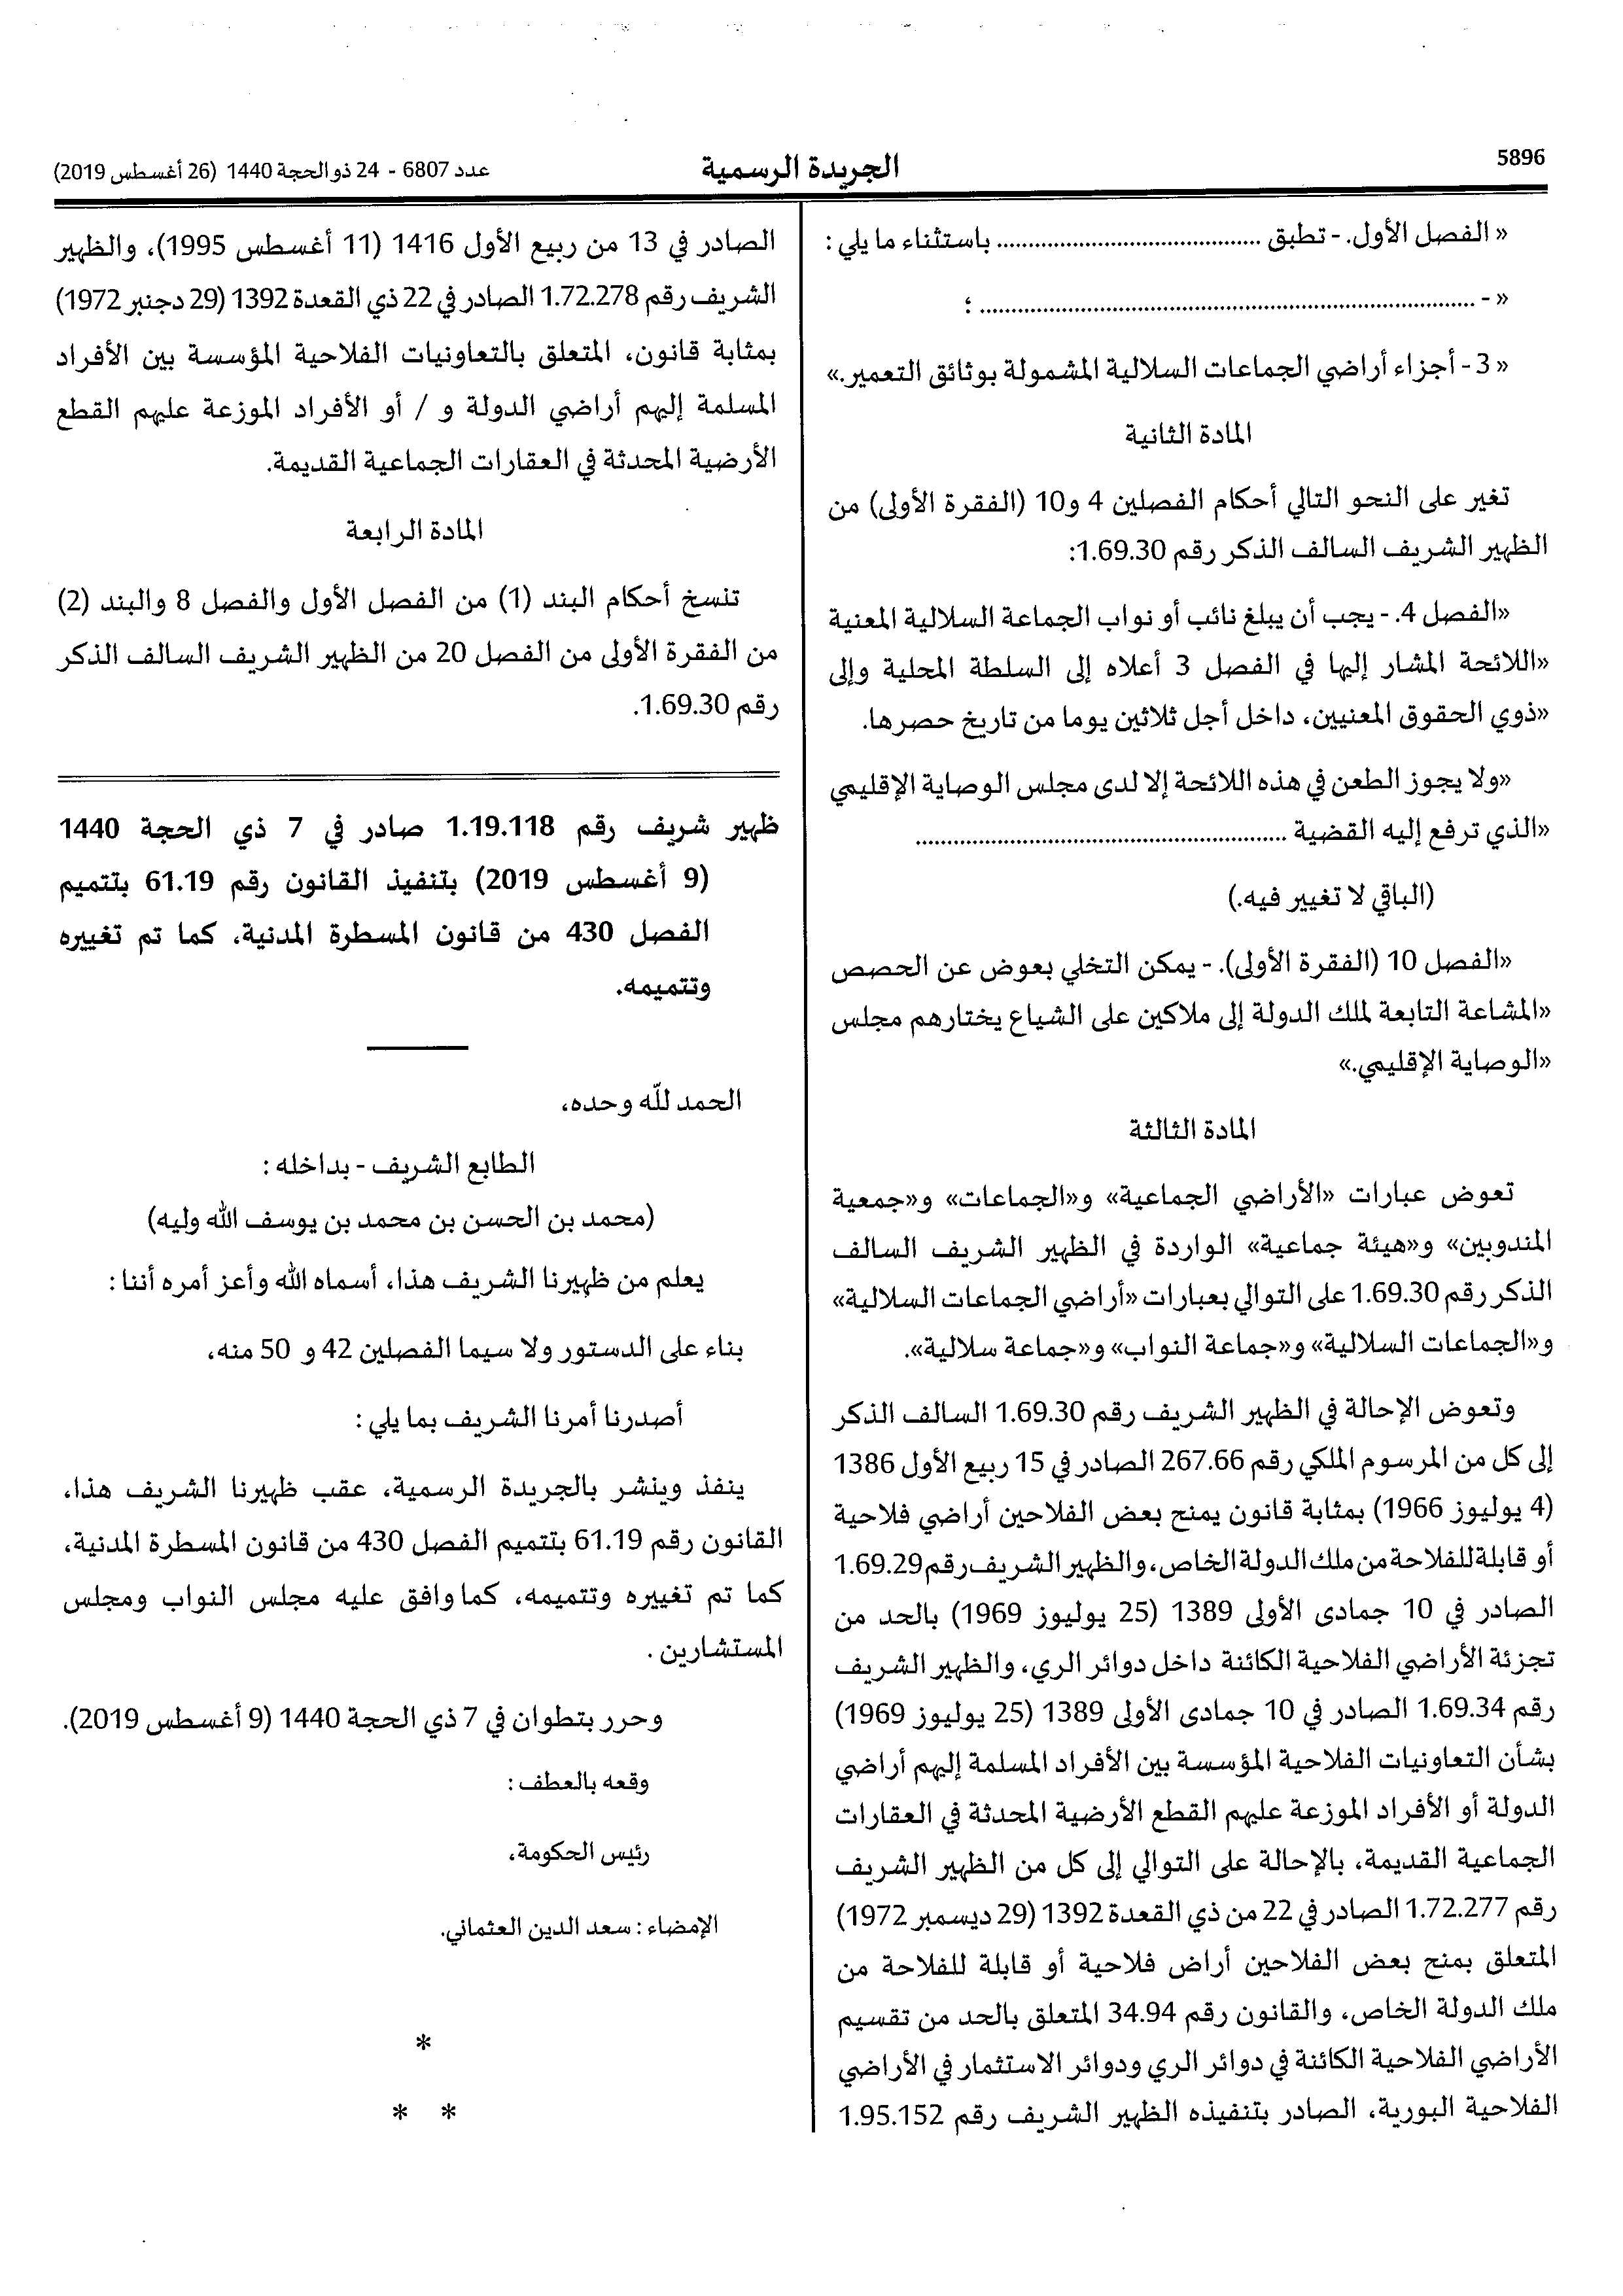 5896
الجريدة الرسمية
عدد 6807 - 24 ذو الحجة 1440 (26 أغسطس 2019)
« الفصل الأول. - تطبق .......................................... باستثناء ما يلي :
« - ............................................................................... ؛
« 3 - أجزاء أراضي الجماعات السلالية المشمولة بوثائق التعمير.»
المادة الثانية
تغير على النحو التالي أحكام الفصلين 4 و10 (الفقرة الأولى) من
الظهير الشريف السالف الذكر رقم 1.69.30:
«الفصل 4. - يجب أن يبلغ نائب أو نواب الجماعة السلالية المعنية
«اللائحة المشار إليها في الفصل 3 أعلاه إلى السلطة المحلية وإلى
«ذوي الحقوق المعنيين، داخل أجل ثلاثين يوما من تاريخ حصرها.
«ولا يجوز الطعن في هذه اللائحة إلا لدى مجلس الوصاية الإقليمي
«الذي ترفع إليه القضية ...........................................................
(الباقي لا تغيير فيه.)
«الفصل 10 (الفقرة الأولى). - يمكن التخلي بعوض عن الحصص
«المشاعة التابعة لملك الدولة إلى ملاكين على الشياع يختارهم مجلس
«الوصاية الإقليمي.»
المادة الثالثة
تعوض عبارات «الأراضي الجماعية» و«الجماعات» و«جمعية
المندوبين» و«هيئة جماعية» الواردة في الظهير الشريف السالف
الذكر رقم 1.69.30 على التوالي بعبارات «أراضي الجماعات السلالية»
و«الجماعات السلالية» و«جماعة النواب» و«جماعة سلالية».
وتعوض الإحالة في الظهير الشريف رقم 1.69.30 السالف الذكر
إلى كل من المرسوم الملكي رقم 267.66 الصادر في 15 ربيع الأول 1386
(4 يوليوز 1966) بمثابة قانون يمنح بعض الفلاحين أراضي فلاحية
أو قابلة للفلاحة من ملك الدولة الخاص، والظهير الشريف رقم 1.69.29
الصادر في 10 جمادى الأولى 1389 (25 يوليوز 1969) بالحد من
تجزئة الأراضي الفلاحية الكائنة داخل دوائر الري، والظهير الشريف
رقم 1.69.34 الصادر في 10 جمادى الأولى 1389 (25 يوليوز 1969)
بشأن التعاونيات الفلاحية المؤسسة بين الأفراد المسلمة إليهم أراضي
الدولة أو الأفراد الموزعة عليهم القطع الأرضية المحدثة في العقارات
الجماعية القديمة، بالإحالة على التوالي إلى كل من الظهير الشريف
رقم 1.72.277 الصادر في 22 من ذي القعدة 1392 (29 ديسمبر 1972)
المتعلق بمنح بعض الفلاحين أراض فلاحية أو قابلة للفلاحة من
ملك الدولة الخاص، والقانون رقم 34.94 المتعلق بالحد من تقسيم
الأراضي الفلاحية الكائنة في دوائر الري ودوائر الاستثمار في الأراضي
الفلاحية البورية، الصادر بتنفيذه الظهير الشريف رقم 1.95.152
الصادر في 13 من ربيع الأول 1416 (11 أغسطس 1995)، والظهير
الشريف رقم 1.72.278 الصادر في 22 ذي القعدة 1392 (29 دجنبر 1972)
بمثابة قانون، المتعلق بالتعاونيات الفلاحية المؤسسة بين الأفراد
المسلمة إليهم أراضي الدولة و / أو الأفراد الموزعة عليهم القطع
الأرضية المحدثة في العقارات الجماعية القديمة.
المادة الرابعة
تنسخ أحكام البند (1) من الفصل الأول والفصل 8 والبند (2)
من الفقرة الأولى من الفصل 20 من الظهير الشريف السالف الذكر
رقم 1.69.30.
ظهير شريف رقم 1.19.118 صادر في 7 ذي الحجة 1440
(9 أغسطس 2019) بتنفيذ القانون رقم 61.19 بتتميم
الفصل 430 من قانون المسطرة المدنية، كما تم تغييره
وتتميمه.
الحمد لله وحده،
الطابع الشريف - بداخله :
(محمد بن الحسن بن محمد بن يوسف الله وليه)
يعلم من ظهيرنا الشريف هذا، أسماه الله وأعز أمره أننا :
بناء على الدستور ولا سيما الفصلين 42 و 50 منه،
أصدرنا أمرنا الشريف بما يلي :
ينفذ وينشر بالجريدة الرسمية، عقب ظهيرنا الشريف هذا،
القانون رقم 61.19 بتتميم الفصل 430 من قانون المسطرة المدنية،
كما تم تغييره وتتميمه، كما وافق عليه مجلس النواب ومجلس
المستشارين .
وحرر بتطوان في 7 ذي الحجة 1440 (9 أغسطس 2019).
وقعه بالعطف :
رئيس الحكومة،
الإمضاء : سعد الدين العثماني.
*
* *